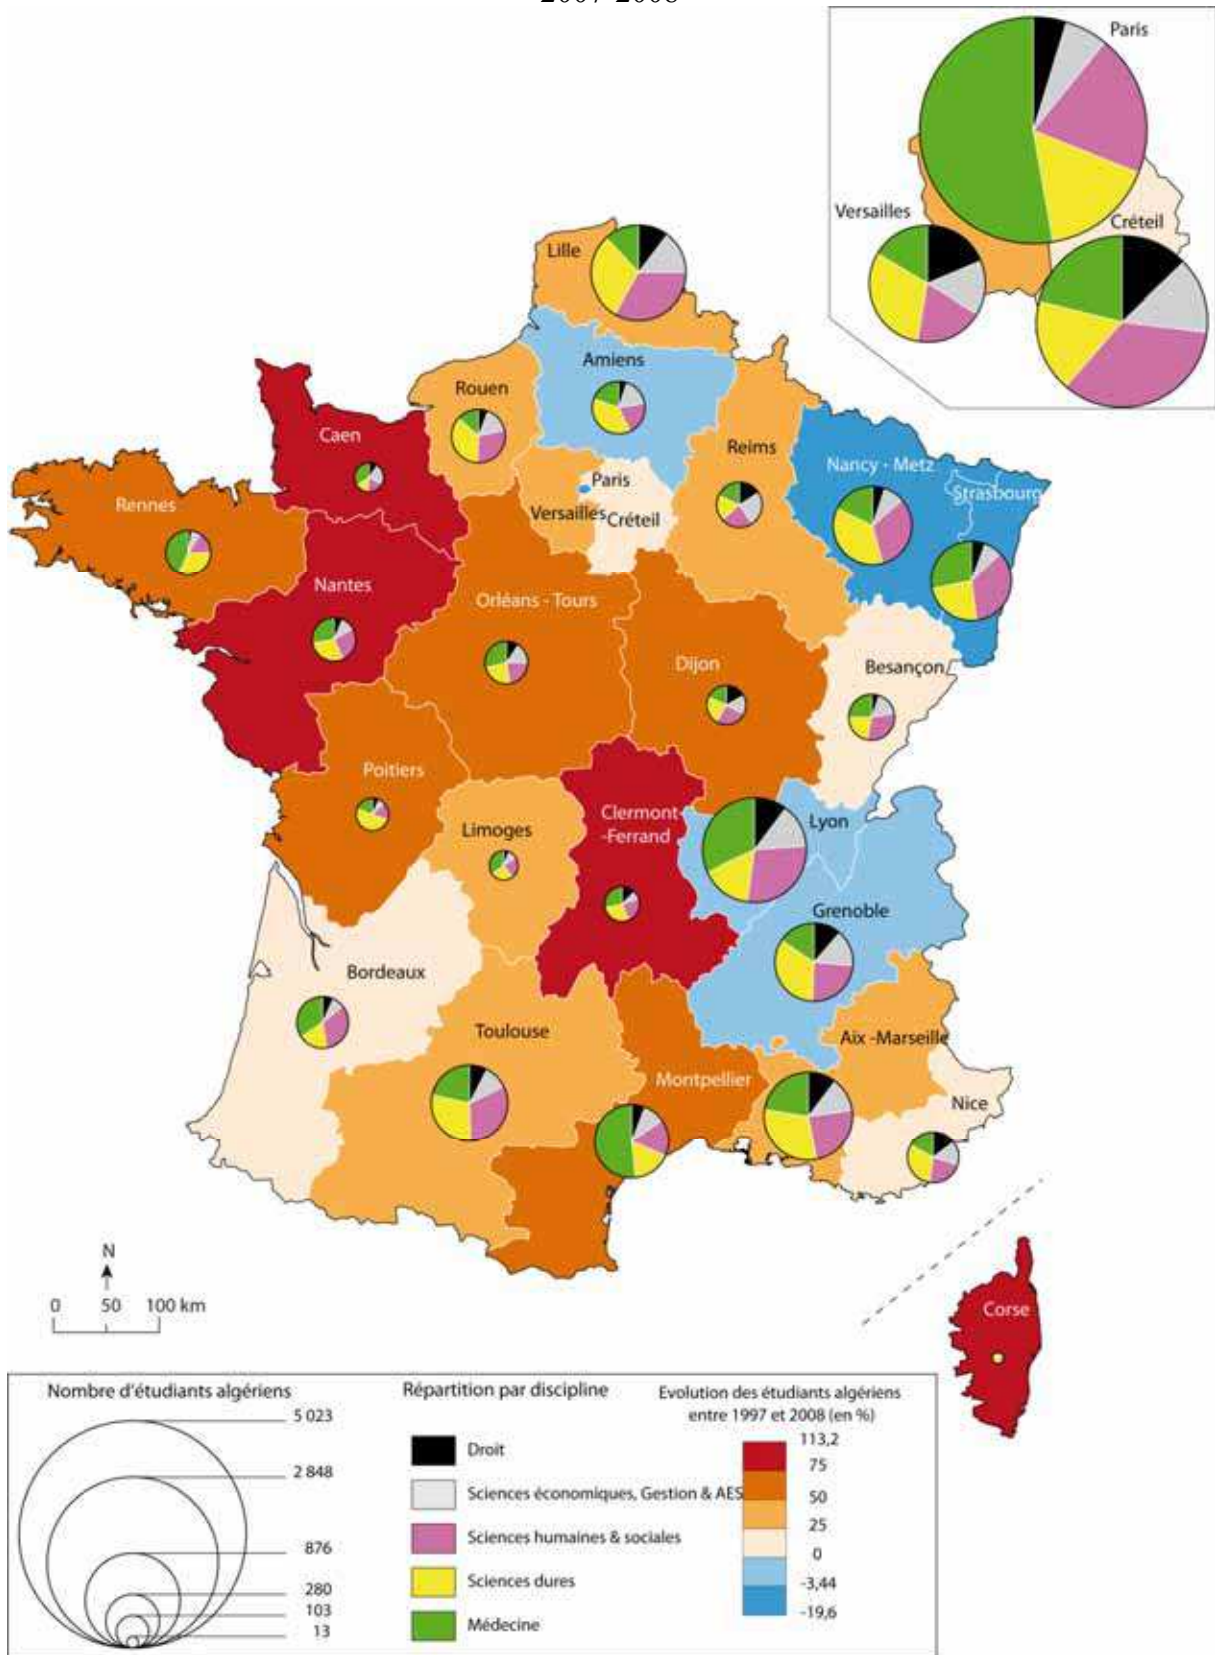 2007-2008
Paris
Versailles
Créteil
Lille
Amiens
Rouen
Caen
Reims
Nancy - Metz
Strasbourg
Paris
Versailles
Créteil
Rennes
Nantes
Orléans - Tours
Dijon
Besançon
Poitiers
Limoges
Clermont-
-Ferrand
Lyon
Grenoble
Bordeaux
Toulouse
Aix -Marseille
Montpellier
Nice
Corse
N
0 50 100 km
Nombre d'étudiants algériens
5 023
2 848
876
280
103
13
Répartition par discipline
Droit
Sciences économiques, Gestion & AES
Sciences humaines & sociales
Sciences dures
Médecine
Evolution des étudiants algériens
entre 1997 et 2008 (en %)
113,2
75
50
25
0
-3,44
-19,6